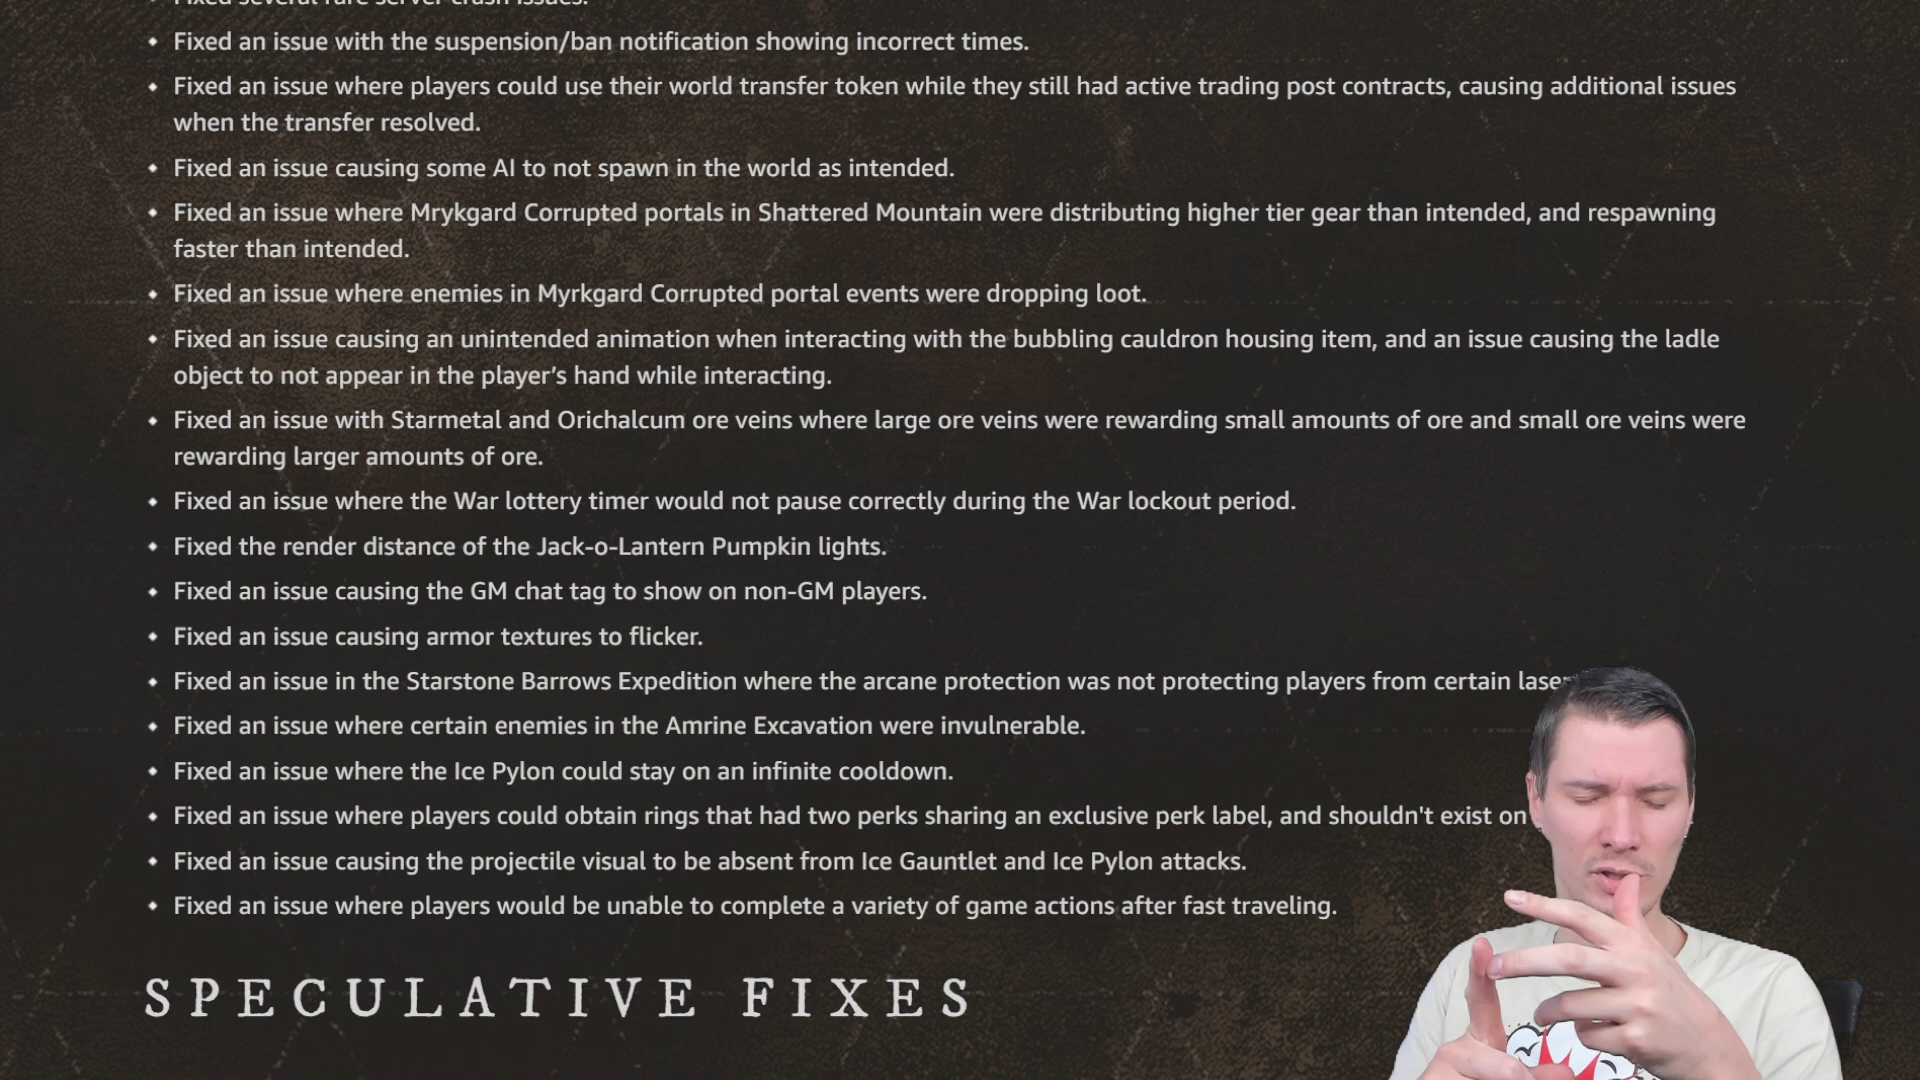 Fixed several rare server crash issues.
Fixed an issue with the suspension/ban notification showing incorrect times.
Fixed an issue where players could use their world transfer token while they still had active trading post contracts, causing additional issues
when the transfer resolved.
Fixed an issue causing some AI to not spawn in the world as intended.
Fixed an issue where Mrykgard Corrupted portals in Shattered Mountain were distributing higher tier gear than intended, and respawning
faster than intended.
Fixed an issue where enemies in Myrkgard Corrupted portal events were dropping loot.
Fixed an issue causing an unintended animation when interacting with the bubbling cauldron housing item, and an issue causing the ladle
object to not appear in the player’s hand while interacting.
Fixed an issue with Starmetal and Orichalcum ore veins where large ore veins were rewarding small amounts of ore and small ore veins were
rewarding larger amounts of ore.
Fixed an issue where the War lottery timer would not pause correctly during the War lockout period.
Fixed the render distance of the Jack-o-Lantern Pumpkin lights.
Fixed an issue causing the GM chat tag to show on non-GM players.
Fixed an issue causing armor textures to flicker.
Fixed an issue in the Starstone Barrows Expedition where the arcane protection was not protecting players from certain
Fixed an issue where certain enemies in the Amrine Excavation were invulnerable.
Fixed an issue where the Ice Pylon could stay on an infinite cooldown.
Fixed an issue where players could obtain rings that had two perks sharing an exclusive perk label, and shouldn't exist on
Fixed an issue causing the projectile visual to be absent from Ice Gauntlet and Ice Pylon attacks.
Fixed an issue where players would be unable to complete a variety of game actions after fast traveling.
SPECULATIVE FIXES